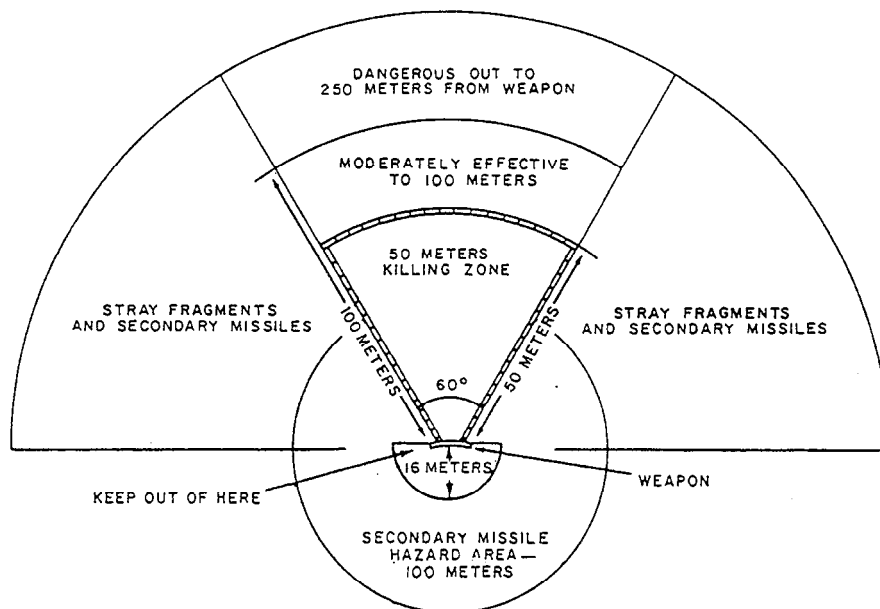 DANGEROUS OUT TO
250 METERS FROM WEAPON
MODERATELY EFFECTIVE
TO 100 METERS
50 METERS
KILLING ZONE
STRAY FRAGMENTS
AND SECONDARY MISSILES
100 METERS
50 METERS
STRAY FRAGMENTS
AND SECONDARY MISSILES
60°
16 METERS
KEEP OUT OF HERE
WEAPON
SECONDARY MISSILE
HAZARD AREA—
100 METERS